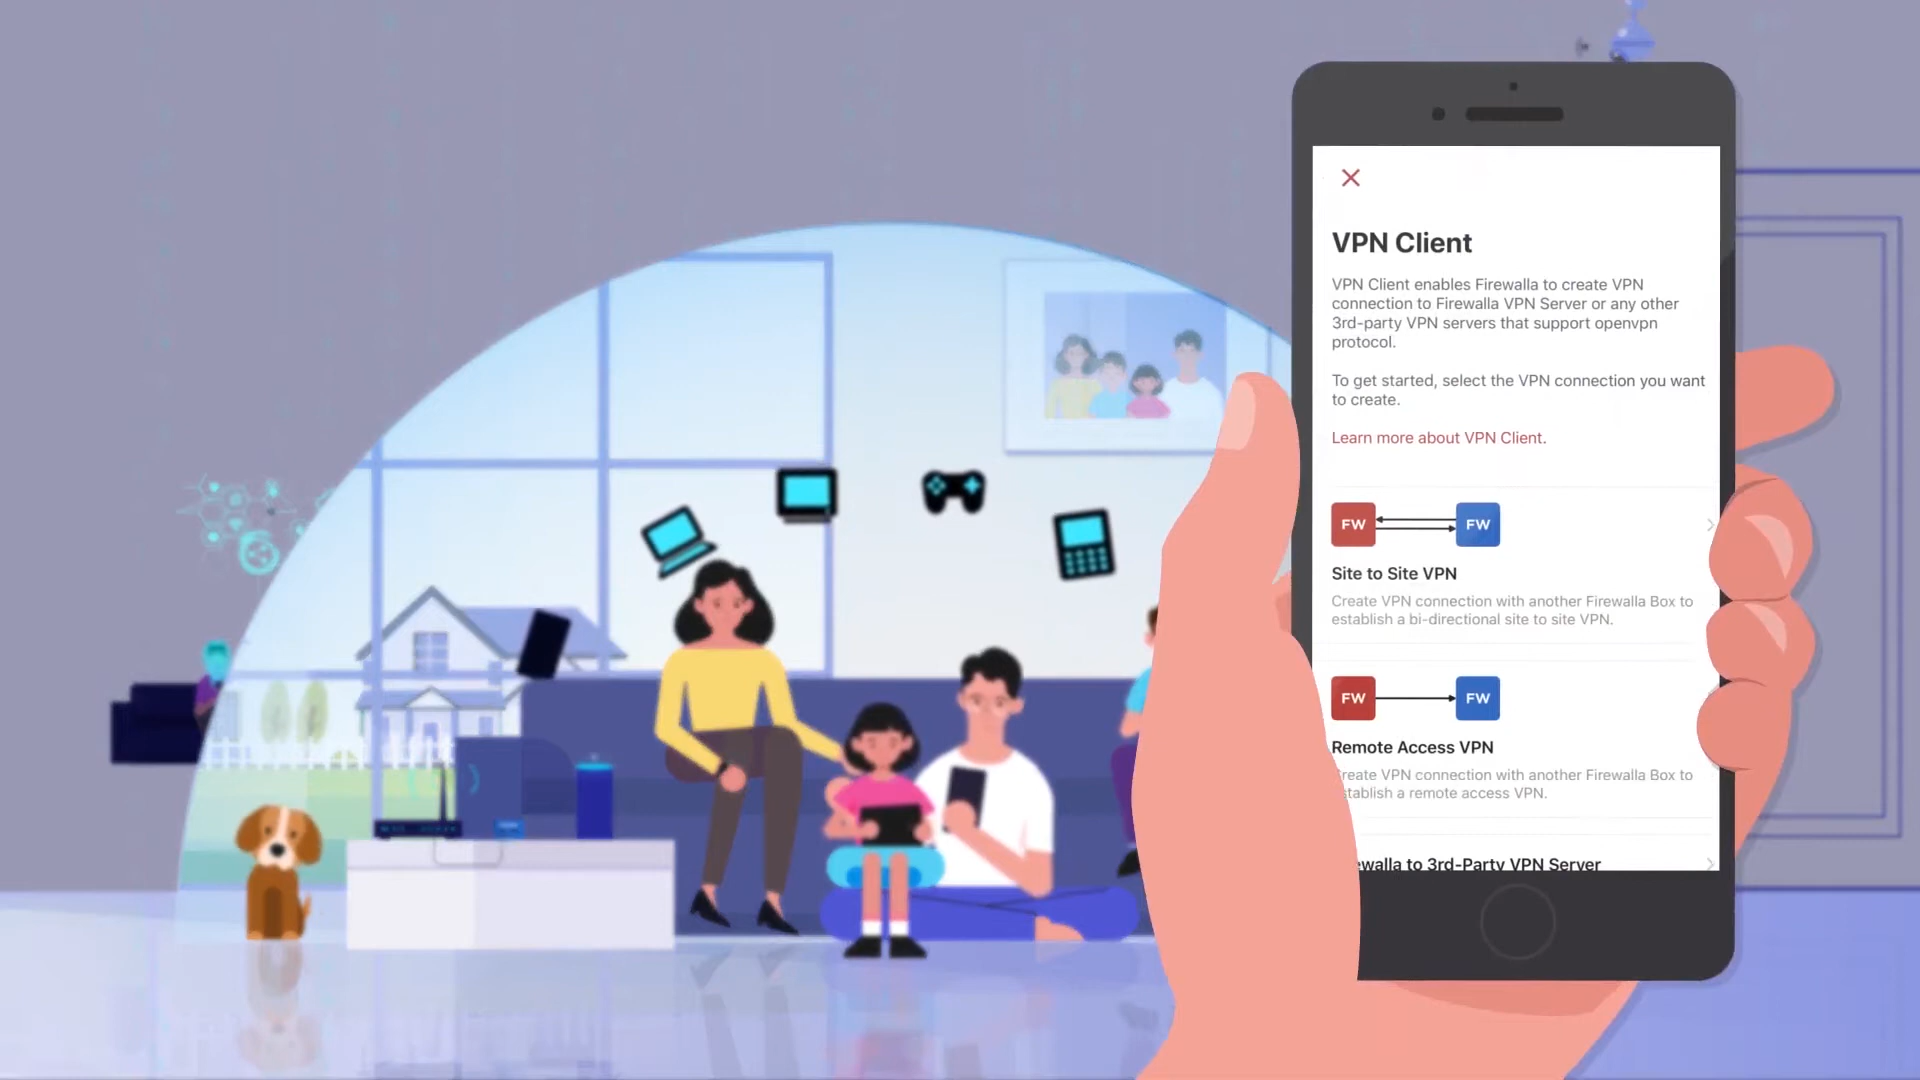 VPN Client
VPN Client enables Firewalla to create VPN
connection to Firewalla VPN Server or any other
3rd-party VPN servers that support openvpn
protocol.
To get started, select the VPN connection you want
to create.
Learn more about VPN Client.
FW FW
Site to Site VPN
Create VPN connection with another Firewalla Box to
establish a bi-directional site to site VPN.
FW FW
Remote Access VPN
reate VPN connection with another Firewalla Box to
stablish a remote access VPN.
ewalla to 3rd-Party VPN Server